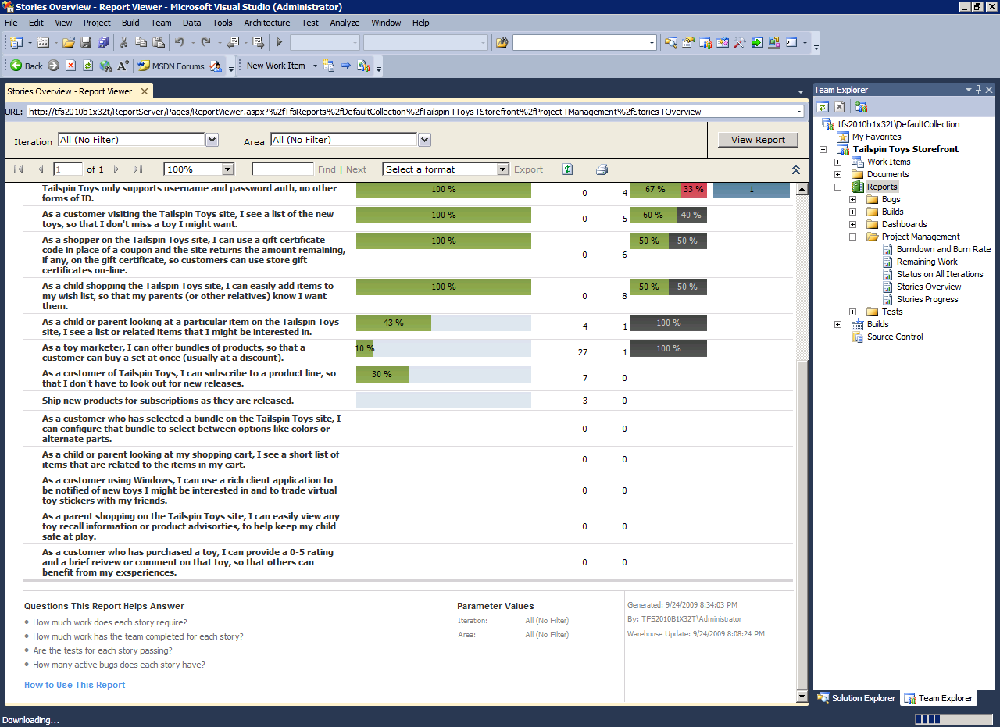 Stories Overview - Report Viewer - Microsoft Visual Studio (Administrator)
File Edit View Project Build Team Data Tools Architecture Test Analyze Window Help
Back MSDN Forums New Work Item
Stories Overview - Report Viewer
URL: http://tfs2010b1x32t/ReportServer/Pages/ReportViewer.aspx?%2fTfsReports%2fDefaultCollection%2fTailspin+Toys+Storefront%2fProject+Management%2fStories+Overview
Iteration All (No Filter) Area All (No Filter) View Report
1 of 1 100% Find | Next Select a format Export
Tailspin Toys only supports username and password auth, no other
forms of ID.
100 % 0 4 67 % 33 % 1
As a customer visiting the Tailspin Toys site, I see a list of the new
toys, so that I don't miss a toy I might want.
100 % 0 5 60 % 40 %
As a shopper on the Tailspin Toys site, I can use a gift certificate
code in place of a coupon and the site returns the amount remaining,
if any, on the gift certificate, so customers can use store gift
certificates on-line.
100 % 0 6 50 % 50 %
As a child shopping the Tailspin Toys site, I can easily add items to
my wish list, so that my parents (or other relatives) know I want
them.
100 % 0 8 50 % 50 %
As a child or parent looking at a particular item on the Tailspin Toys
site, I see a list or related items that I might be interested in.
43 % 4 1 100 %
As a toy marketer, I can offer bundles of products, so that a
customer can buy a set at once (usually at a discount).
10 % 27 1 100 %
As a customer of Tailspin Toys, I can subscribe to a product line, so
that I don't have to look out for new releases.
30 % 7 0
Ship new products for subscriptions as they are released.
3 0
As a customer who has selected a bundle on the Tailspin Toys site, I
can configure that bundle to select between options like colors or
alternate parts.
0 0
As a child or parent looking at my shopping cart, I see a short list of
items that are related to the items in my cart.
0 0
As a customer using Windows, I can use a rich client application to
be notified of new toys I might be interested in and to trade virtual
toy stickers with my friends.
0 0
As a parent shopping on the Tailspin Toys site, I can easily view any
toy recall information or product advisorties, to help keep my child
safe at play.
0 0
As a customer who has purchased a toy, I can provide a 0-5 rating
and a brief reivew or comment on that toy, so that others can
benefit from my exsperiences.
0 0
Questions This Report Helps Answer
• How much work does each story require?
• How much work has the team completed for each story?
• Are the tests for each story passing?
• How many active bugs does each story have?
How to Use This Report
Parameter Values
Iteration: All (No Filter)
Area: All (No Filter)
Generated: 9/24/2009 8:34:03 PM
By: TFS2010B1X32T\Administrator
Warehouse Update: 9/24/2009 8:08:24 PM
Team Explorer
tfs2010b1x32t\DefaultCollection
My Favorites
Tailspin Toys Storefront
Work Items
Documents
Reports
Bugs
Builds
Dashboards
Project Management
Burndown and Burn Rate
Remaining Work
Status on All Iterations
Stories Overview
Stories Progress
Tests
Builds
Source Control
Solution Explorer Team Explorer
Downloading...